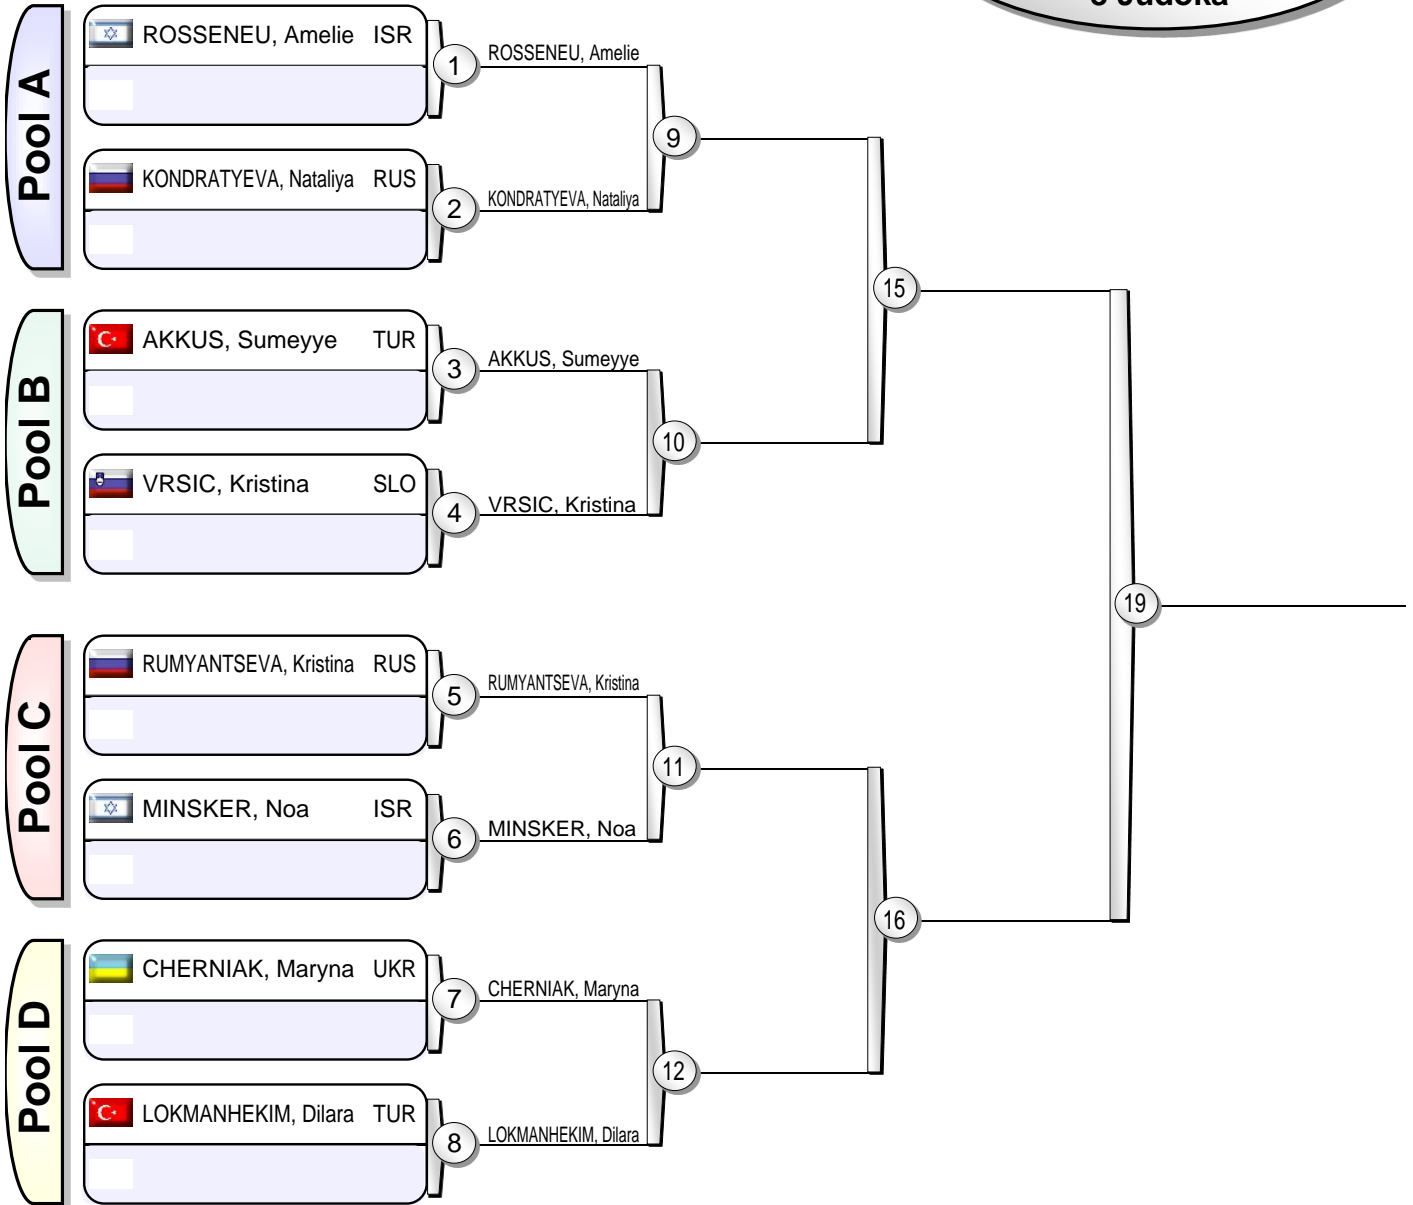 8 Judoka
Pool A
ROSSENEU, Amelie ISR
1
ROSSENEU, Amelie
9
KONDRATYEVA, Nataliya RUS
2
KONDRATYEVA, Nataliya
15
Pool B
AKKUS, Sumeyye TUR
3
AKKUS, Sumeyye
10
VRSIC, Kristina SLO
4
VRSIC, Kristina
19
Pool C
RUMYANTSEVA, Kristina RUS
5
RUMYANTSEVA, Kristina
11
MINSKER, Noa ISR
6
MINSKER, Noa
16
Pool D
CHERNIAK, Maryna UKR
7
CHERNIAK, Maryna
12
LOKMANHEKIM, Dilara TUR
8
LOKMANHEKIM, Dilara